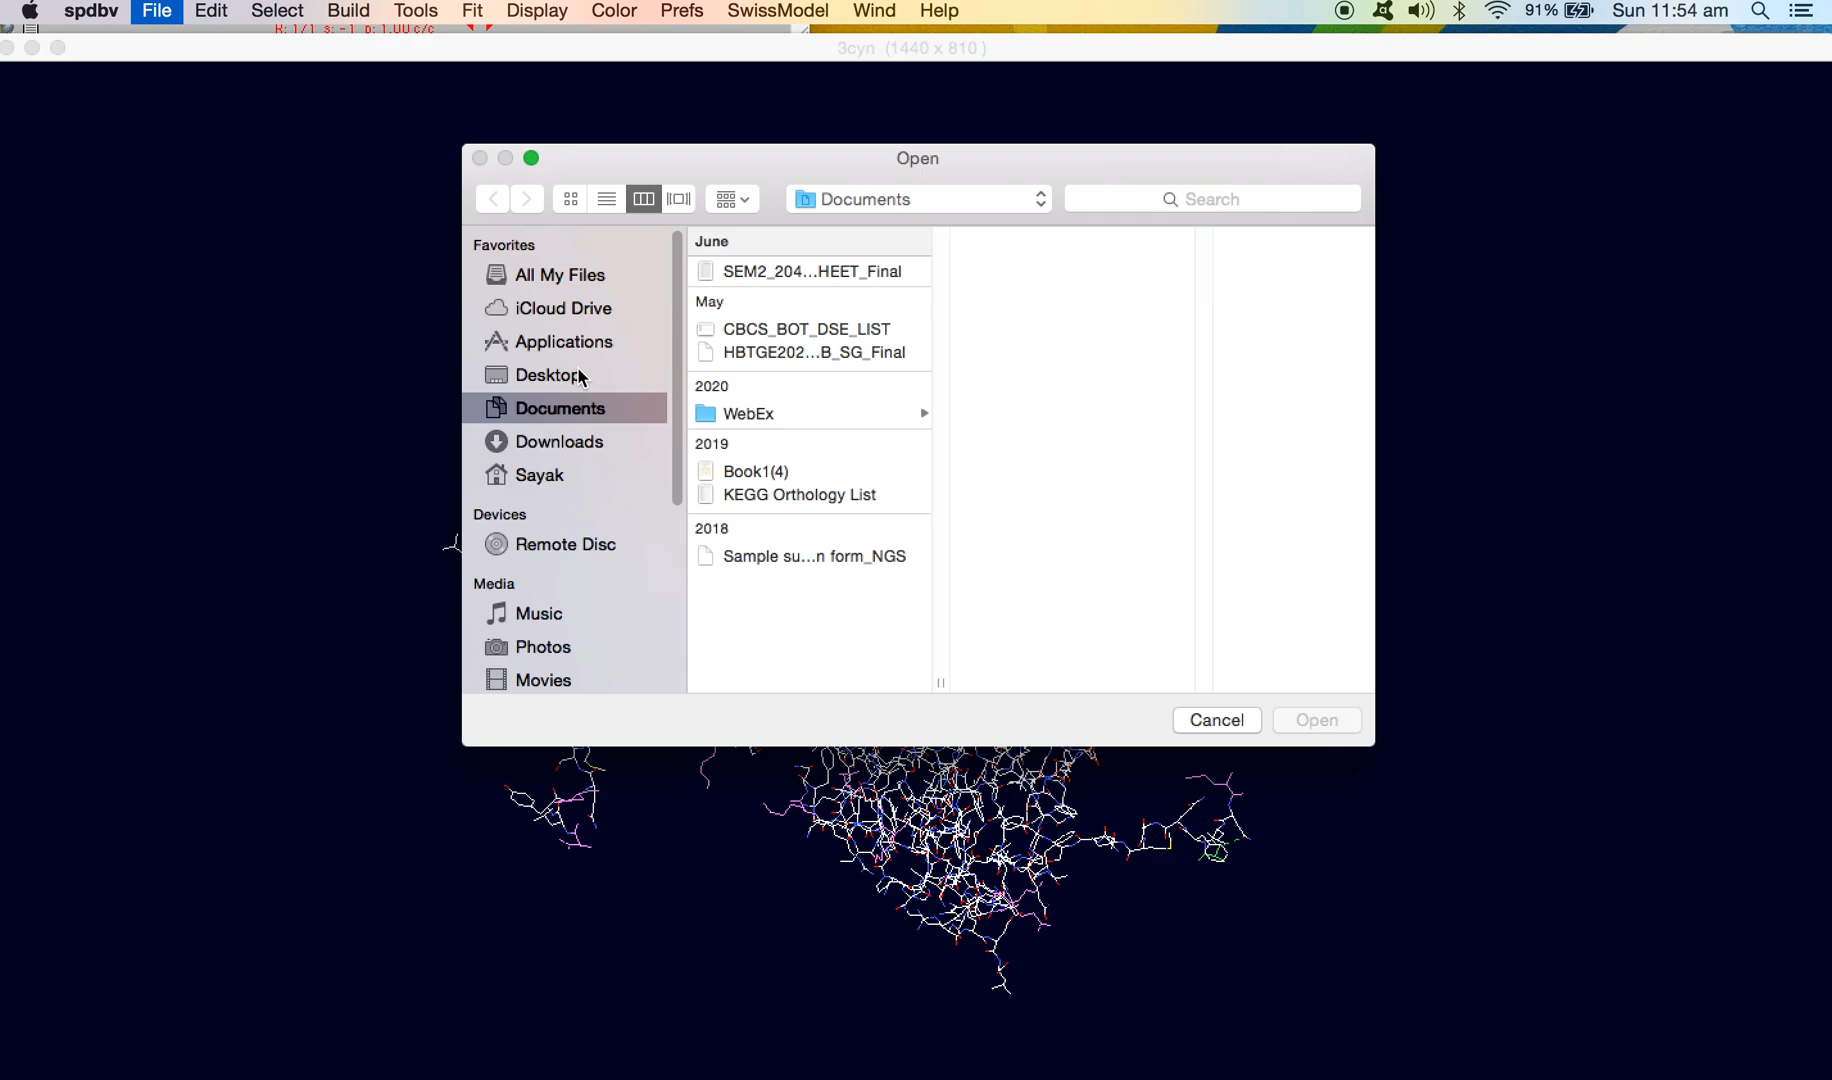 spdbv File Edit Select Build Tools Fit Display Color Prefs SwissModel Wind Help 91% Sun 11:54 am
3cyn (1440 x 810)
Open
Documents
Search
Favorites
All My Files
iCloud Drive
Applications
Desktop
Documents
Downloads
Sayak
Devices
Remote Disc
Media
Music
Photos
Movies
June
SEM2_204...HEET_Final
May
CBCS_BOT_DSE_LIST
HBTGE202...B_SG_Final
2020
WebEx
2019
Book1(4)
KEGG Orthology List
2018
Sample su...n form_NGS
Cancel
Open